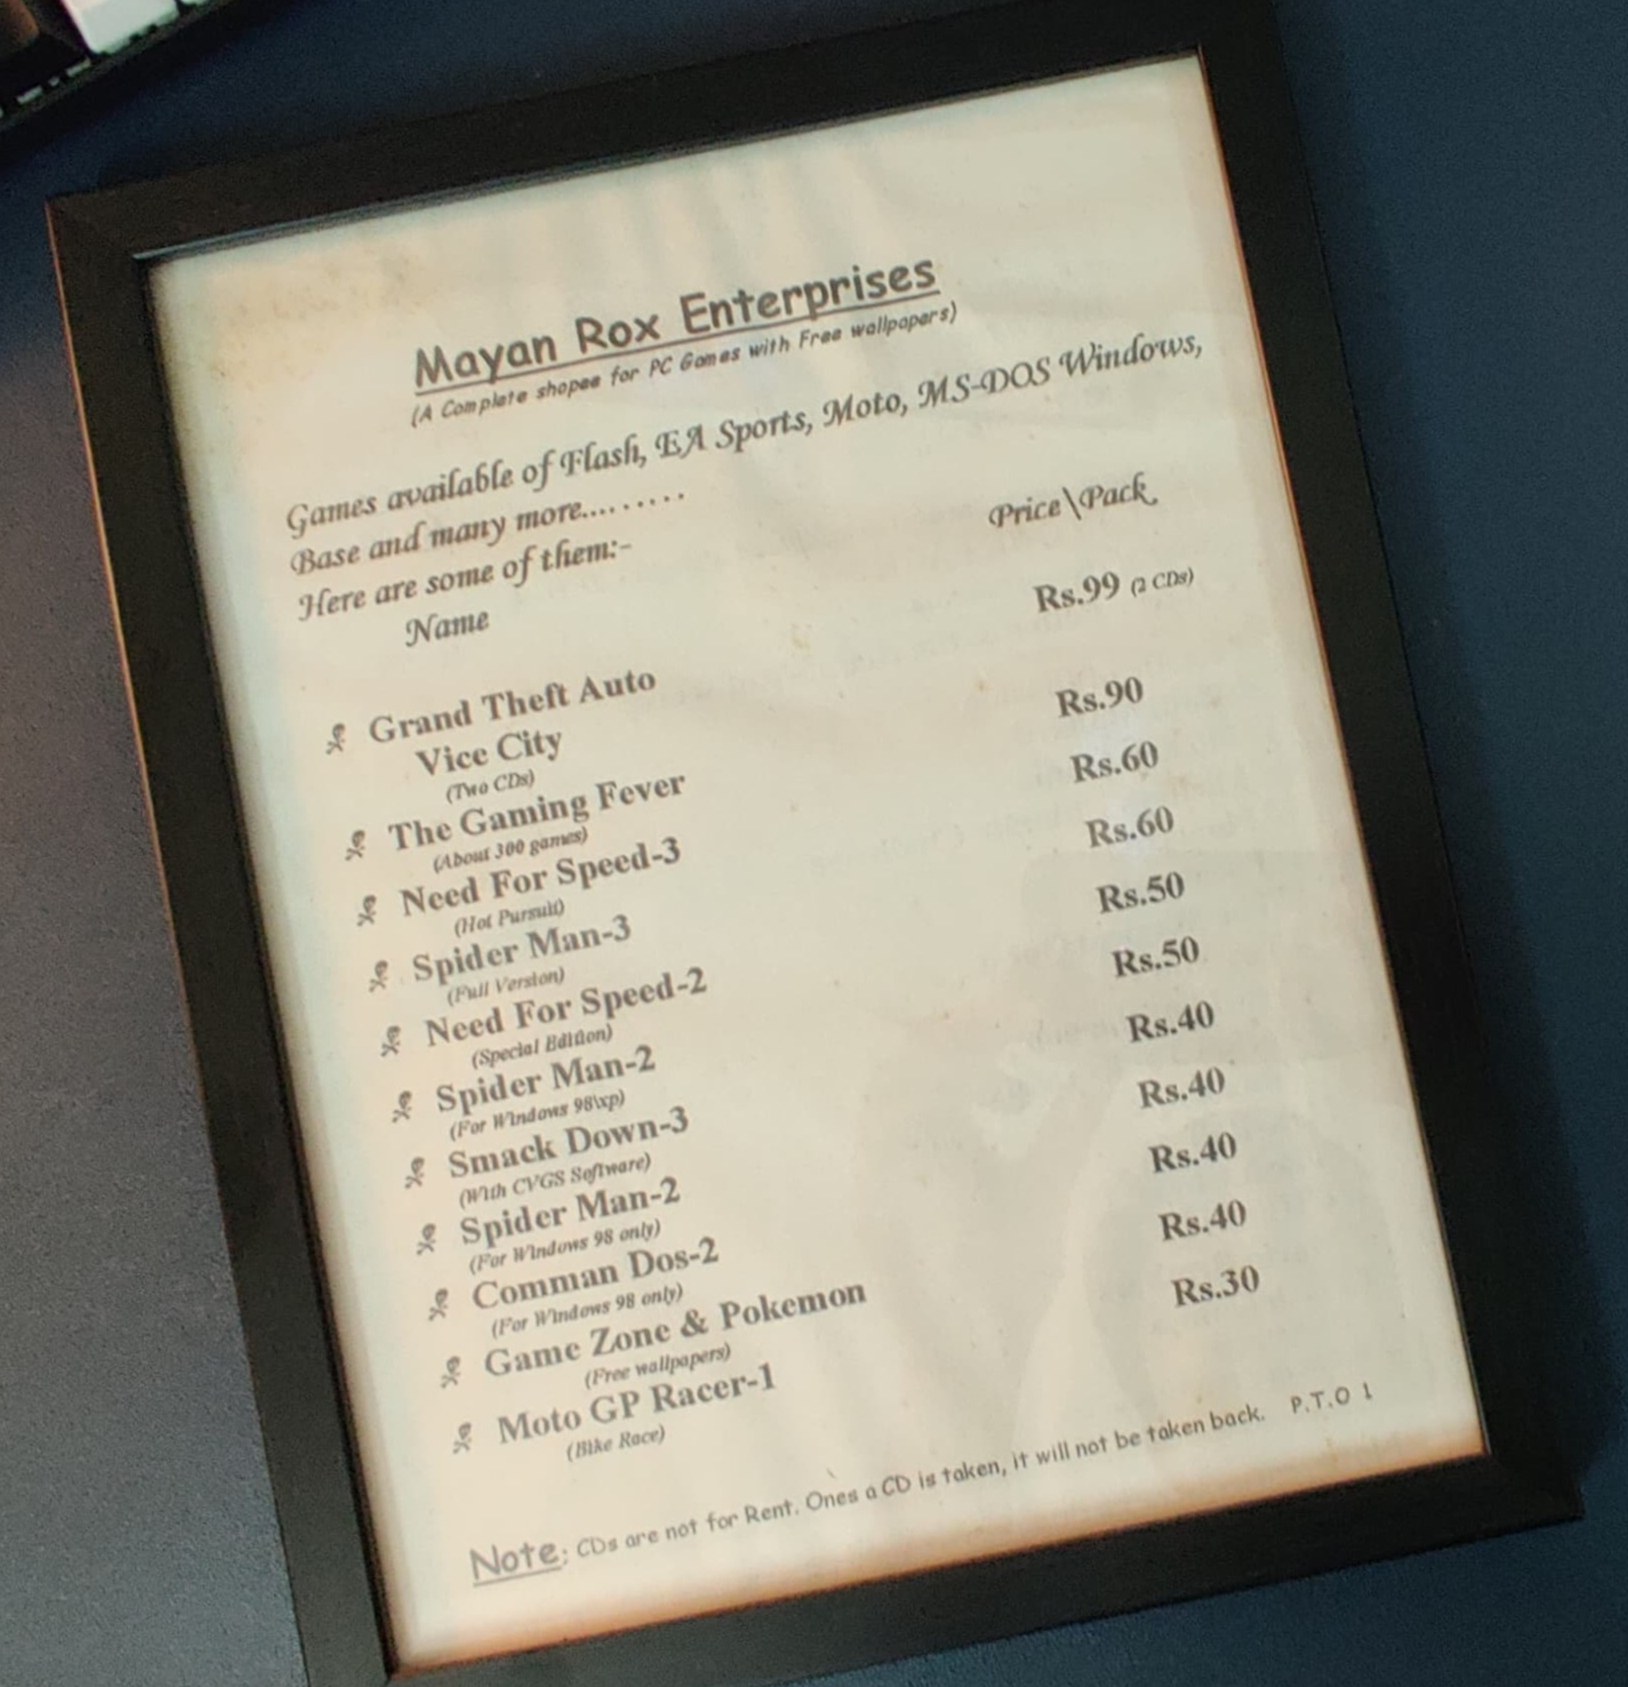 Mayan Rox Enterprises
(A Complete shopee for PC Games with Free wallpapers)
Games available of Flash, EA Sports, Moto, MS-DOS Windows,
Base and many more.........
Here are some of them:-
Name Price\Pack
Grand Theft Auto Rs.99 (2 CDs)
Vice City
(Two CDs)
The Gaming Fever Rs.90
(About 300 games)
Need For Speed-3 Rs.60
(Hot Pursuit)
Spider Man-3 Rs.60
(Full Version)
Need For Speed-2 Rs.50
(Special Edition)
Spider Man-2 Rs.50
(For Windows 98\xp)
Smack Down-3 Rs.40
(With CVGS Software)
Spider Man-2 Rs.40
(For Windows 98 only)
Comman Dos-2 Rs.40
(For Windows 98 only)
Game Zone & Pokemon Rs.40
(Free wallpapers)
Moto GP Racer-1 Rs.30
(Bike Race)
Note: CDs are not for Rent. Ones a CD is taken, it will not be taken back. P.T.O 1